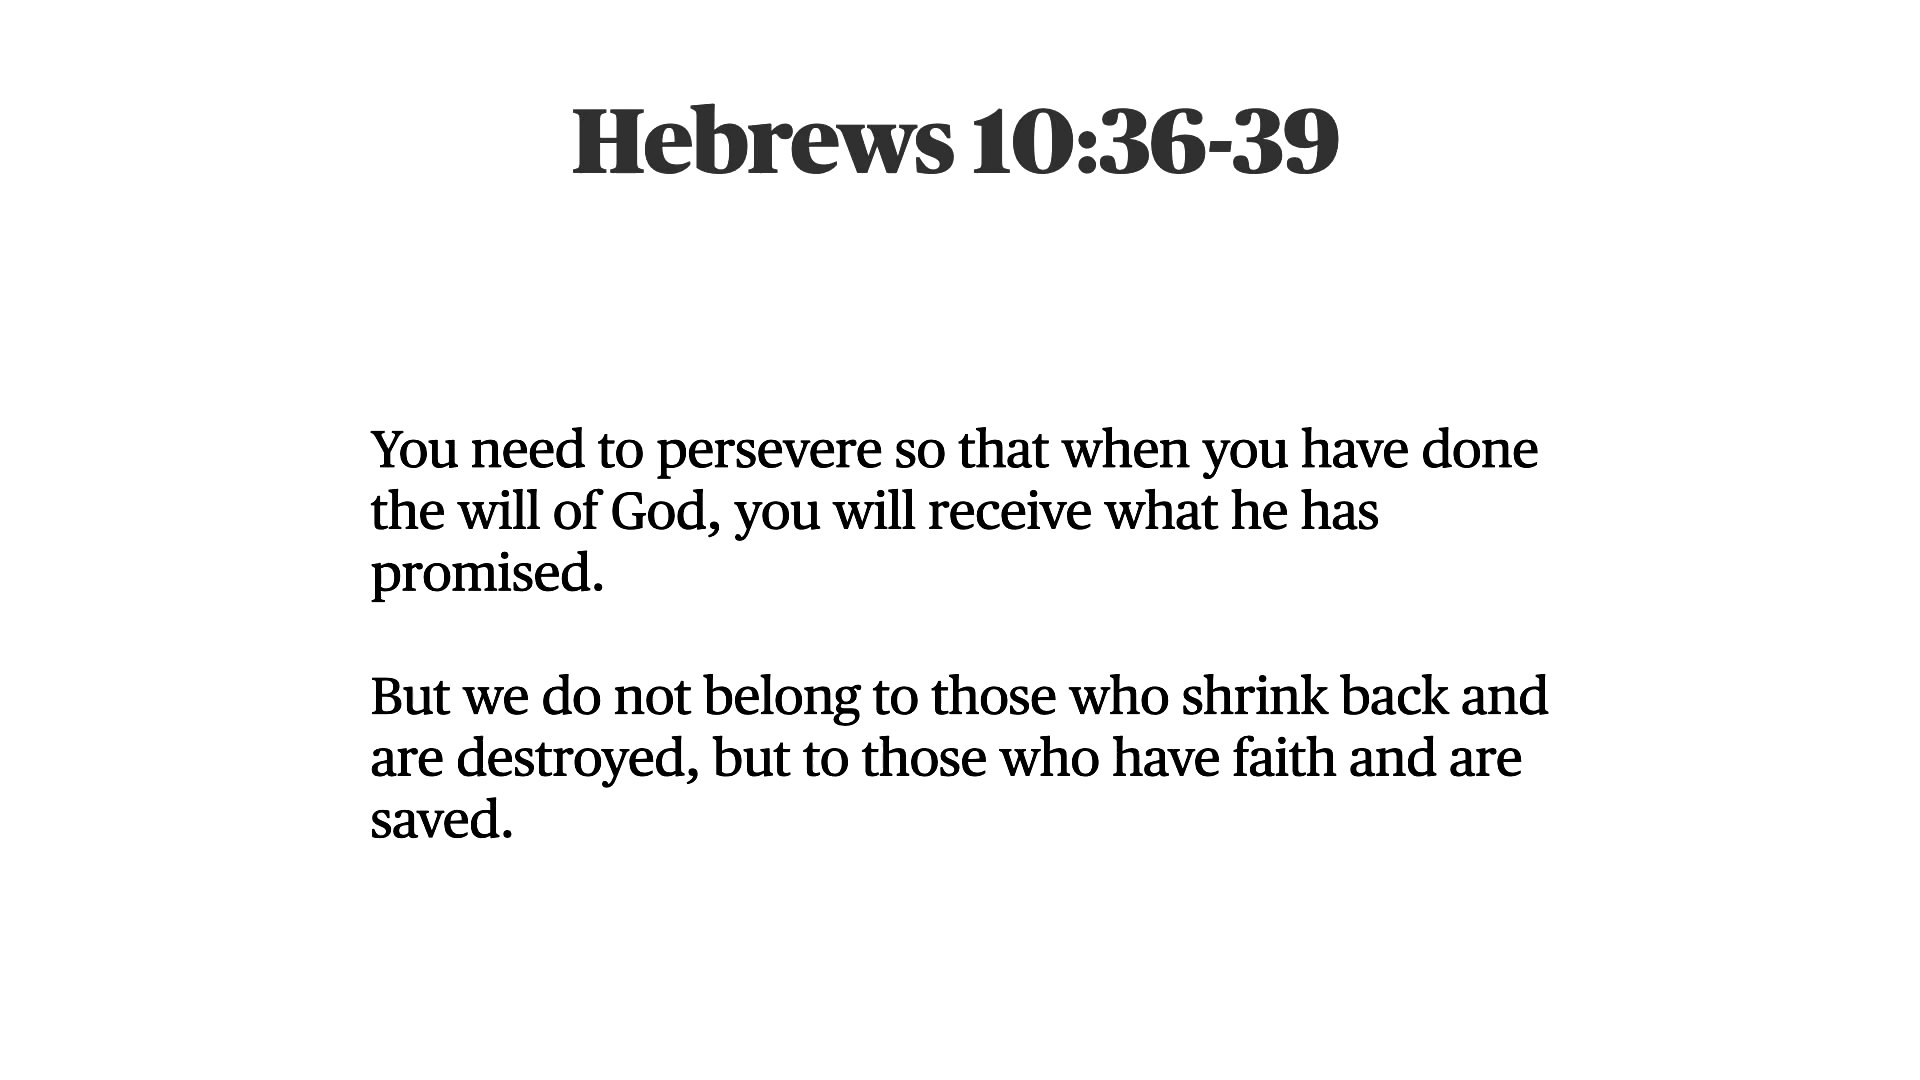 Hebrews 10:36-39
You need to persevere so that when you have done
the will of God, you will receive what he has
promised.
But we do not belong to those who shrink back and
are destroyed, but to those who have faith and are
saved.